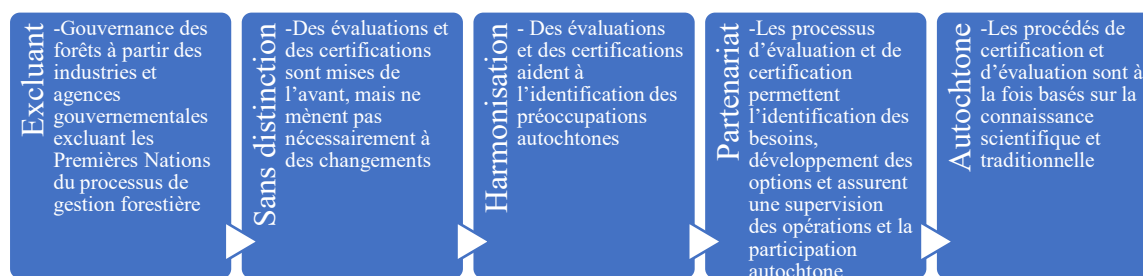 Excluant
-Gouvernance des
forêts à partir des
industries et
agences
gouvernementales
excluant les
Premières Nations
du processus de
gestion forestière
Sans distinction
-Des évaluations et
des certifications
sont mises de
l’avant, mais ne
mènent pas
nécessairement à
des changements
Harmonisation
- Des évaluations
et des certifications
aident à
l’identification des
préoccupations
autochtones
Partenariat
-Les processus
d’évaluation et de
certification
permettent
l’identification des
besoins,
développement des
options et assurent
une supervision
des opérations et la
participation
autochtone
Autochtone
-Les procédés de
certification et
d’évaluation sont à
la fois basés sur la
connaissance
scientifique et
traditionnelle